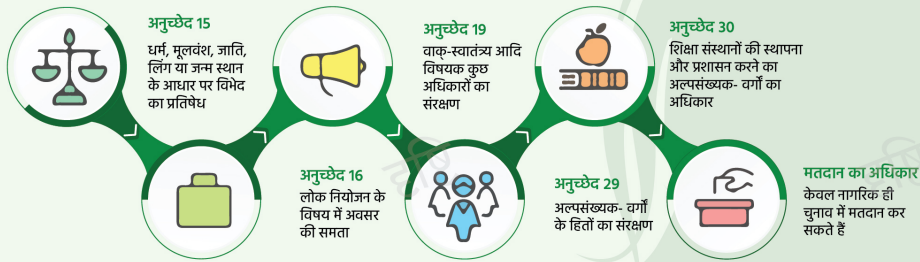 अनुच्छेद 15
धर्म, मूलवंश, जाति,
लिंग या जन्म स्थान
के आधार पर विभेद
का प्रतिषेध
अनुच्छेद 16
लोक नियोजन के
विषय में अवसर
की समता
अनुच्छेद 19
वाक्-स्वातंत्र्य आदि
विषयक कुछ
अधिकारों का
संरक्षण
अनुच्छेद 29
अल्पसंख्यक- वर्गों
के हितों का संरक्षण
अनुच्छेद 30
शिक्षा संस्थानों की स्थापना
और प्रशासन करने का
अल्पसंख्यक- वर्गों का
अधिकार
मतदान का अधिकार
केवल नागरिक ही
चुनाव में मतदान कर
सकते हैं
दृष्टि